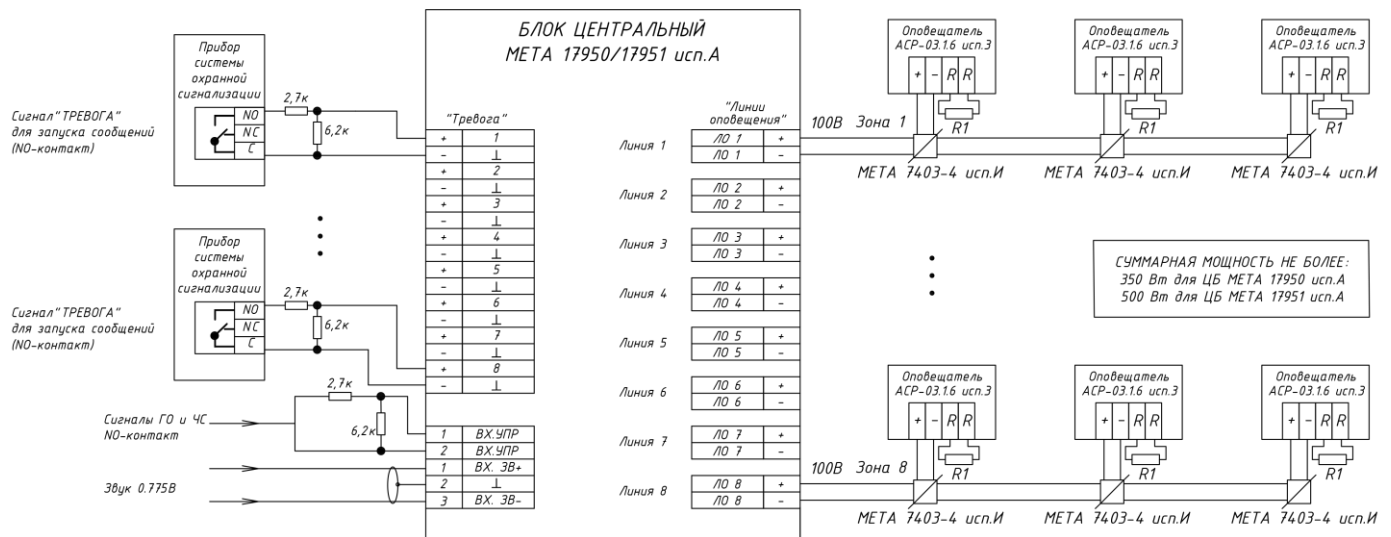 БЛОК ЦЕНТРАЛЬНЫЙ
МЕТА 17950/17951 исп.А
Прибор
системы
охранной
сигнализации
NO
NC
C
Сигнал"ТРЕВОГА"
для запуска сообщений
(NO-контакт)
2,7к
6,2к
Прибор
системы
охранной
сигнализации
NO
NC
C
Сигнал"ТРЕВОГА"
для запуска сообщений
(NO-контакт)
2,7к
6,2к
2,7к
6,2к
Сигналы ГО и ЧС
NO-контакт
Звук 0.775В
"Тревога"
+ 1
- ⊥
+ 2
- ⊥
+ 3
- ⊥
+ 4
- ⊥
+ 5
- ⊥
+ 6
- ⊥
+ 7
- ⊥
+ 8
- ⊥
1 ВХ.УПР
2 ВХ.УПР
1 ВХ. ЗВ+
2 ⊥
3 ВХ. ЗВ-
"Линии
оповещения"
Линия 1
ЛО 1 +
ЛО 1 -
Линия 2
ЛО 2 +
ЛО 2 -
Линия 3
ЛО 3 +
ЛО 3 -
Линия 4
ЛО 4 +
ЛО 4 -
Линия 5
ЛО 5 +
ЛО 5 -
Линия 6
ЛО 6 +
ЛО 6 -
Линия 7
ЛО 7 +
ЛО 7 -
Линия 8
ЛО 8 +
ЛО 8 -
Оповещатель
АСР-03.1.6 исп.3
+ - R R
R1
Оповещатель
АСР-03.1.6 исп.3
+ - R R
R1
Оповещатель
АСР-03.1.6 исп.3
+ - R R
R1
100В Зона 1
МЕТА 7403-4 исп.И
МЕТА 7403-4 исп.И
МЕТА 7403-4 исп.И
СУММАРНАЯ МОЩНОСТЬ НЕ БОЛЕЕ:
350 Вт для ЦБ МЕТА 17950 исп.А
500 Вт для ЦБ МЕТА 17951 исп.А
Оповещатель
АСР-03.1.6 исп.3
+ - R R
R1
Оповещатель
АСР-03.1.6 исп.3
+ - R R
R1
Оповещатель
АСР-03.1.6 исп.3
+ - R R
R1
100В Зона 8
МЕТА 7403-4 исп.И
МЕТА 7403-4 исп.И
МЕТА 7403-4 исп.И